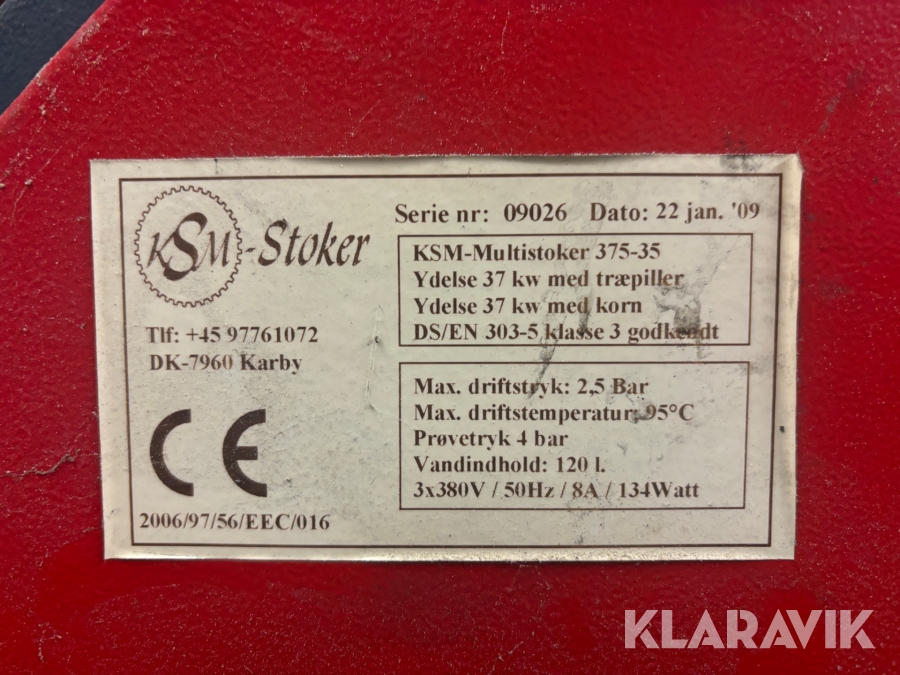 KSM-Stoker
Tlf: +45 97761072
DK-7960 Karby
CE
2006/97/56/EEC/016
Serie nr: 09026 Dato: 22 jan. '09
KSM-Multistoker 375-35
Ydelse 37 kw med træpiller
Ydelse 37 kw med korn
DS/EN 303-5 klasse 3 godkendt
Max. driftstryk: 2,5 Bar
Max. driftstemperatur: 95°C
Prøvetryk 4 bar
Vandindhold: 120 l.
3x380V / 50Hz / 8A / 134Watt
KLARAVIK